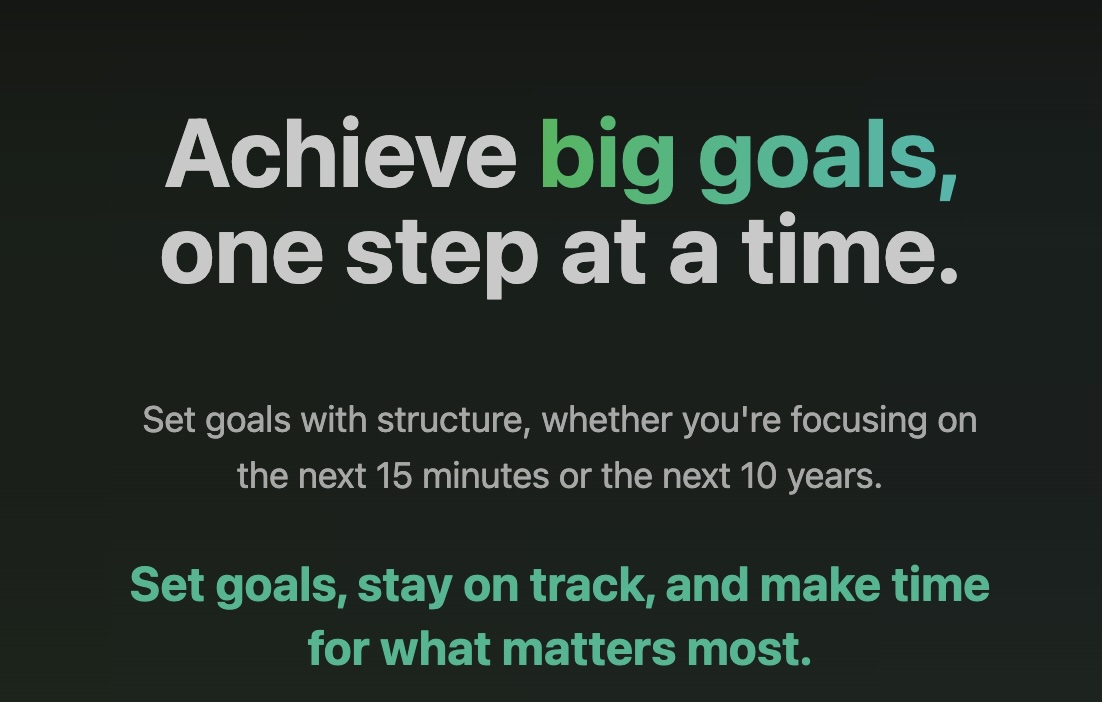 Achieve big goals,
one step at a time.
Set goals with structure, whether you're focusing on
the next 15 minutes or the next 10 years.
Set goals, stay on track, and make time
for what matters most.